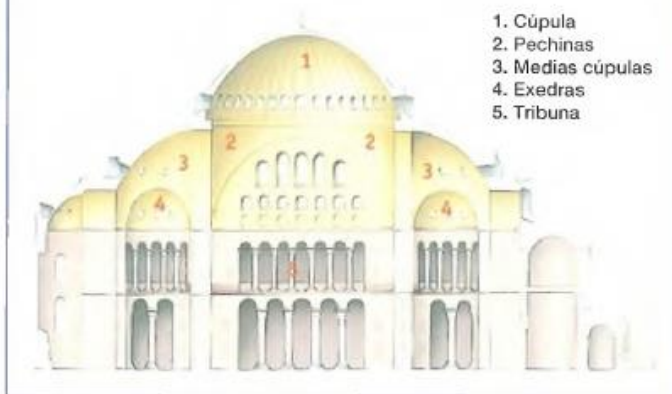 1. Cúpula
2. Pechinas
3. Medias cúpulas
4. Exedras
5. Tribuna
1
2
2
3
3
4
4
5